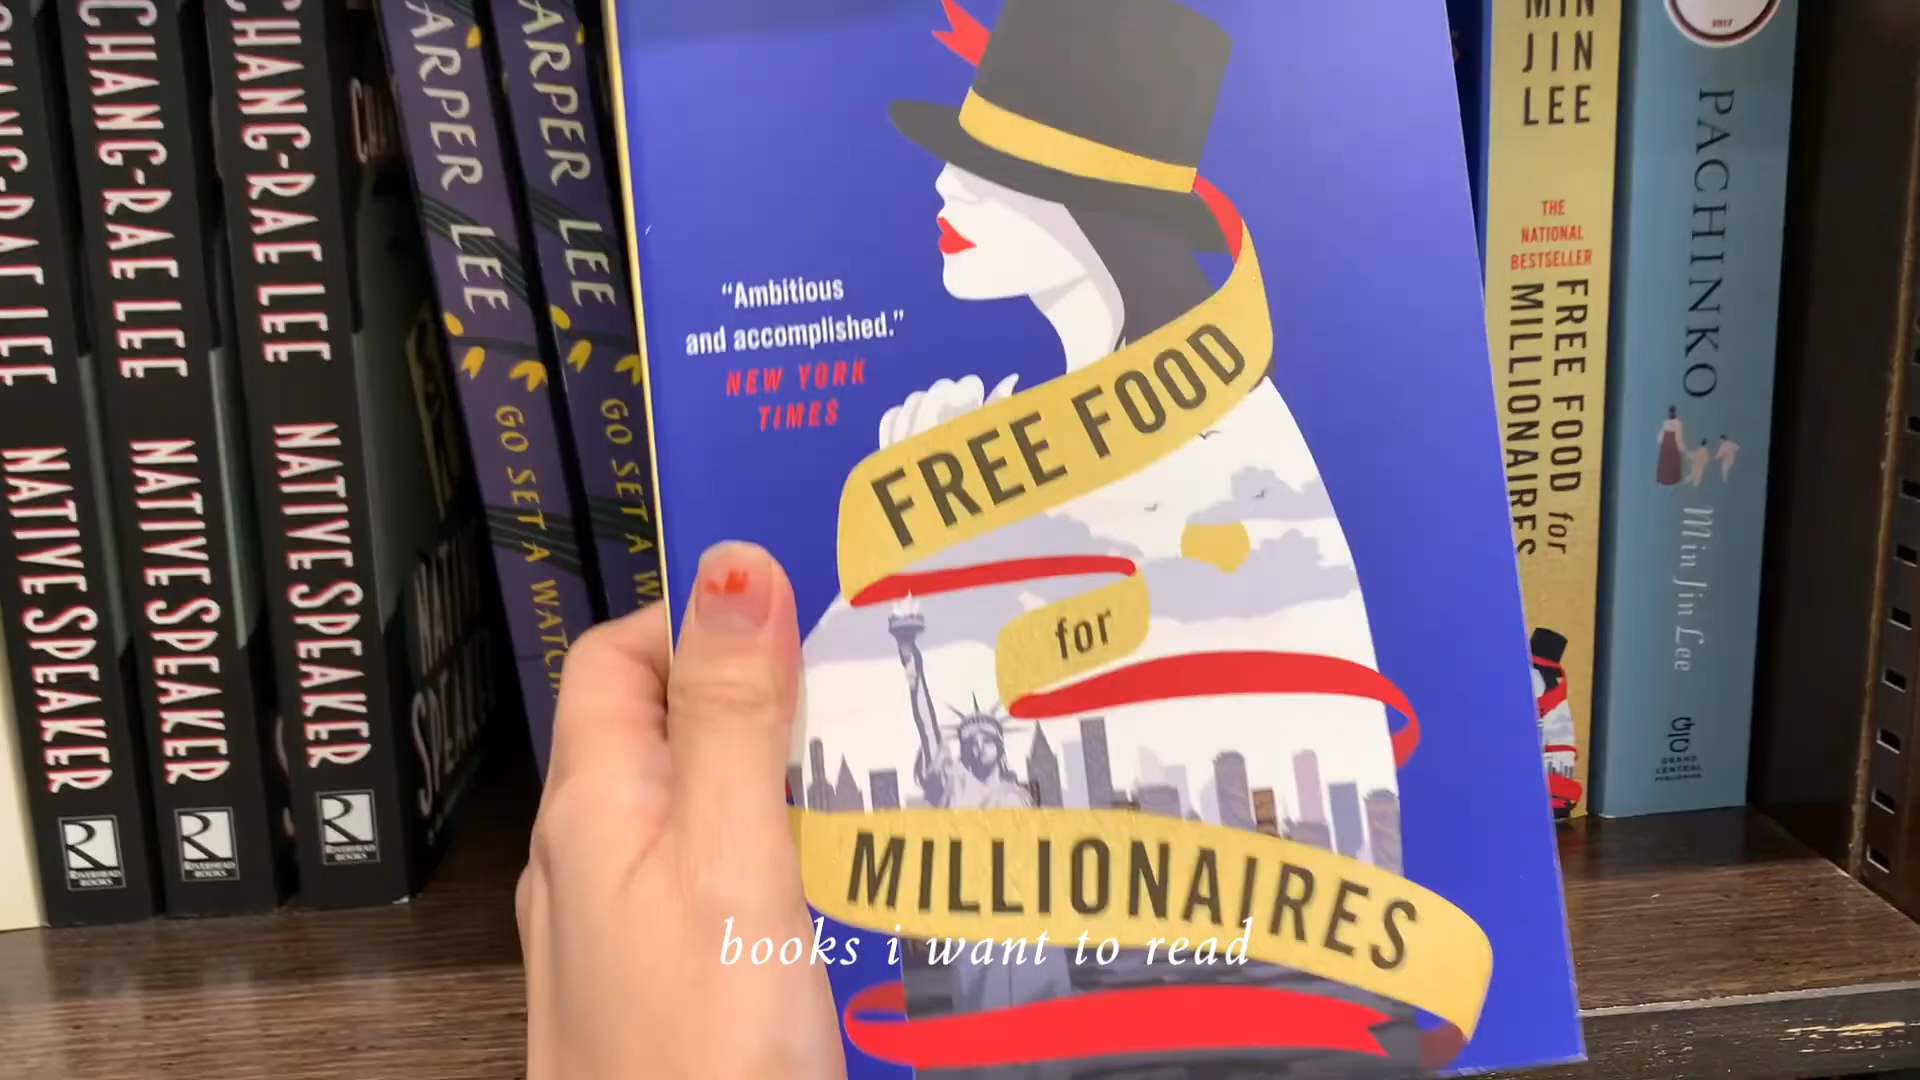 CHANG-RAE LEE NATIVE SPEAKER
RIVERHEAD
BOOKS
CHANG-RAE LEE NATIVE SPEAKER
RIVERHEAD
BOOKS
CHANG-RAE LEE NATIVE SPEAKER
RIVERHEAD
BOOKS
NATIVE
SPEAKER
ARPER LEE GO SET A WATCH
ARPER LEE GO SET A W
“Ambitious
and accomplished.”
NEW YORK
TIMES
FREE FOOD
for
MILLIONAIRES
books i want to read
MIN
JIN
LEE
THE
NATIONAL
BESTSELLER
FREE FOOD for
MILLIONAIRES
2017
PACHINKO
Min Jin Lee
GRAND
CENTRAL
PUBLISHING